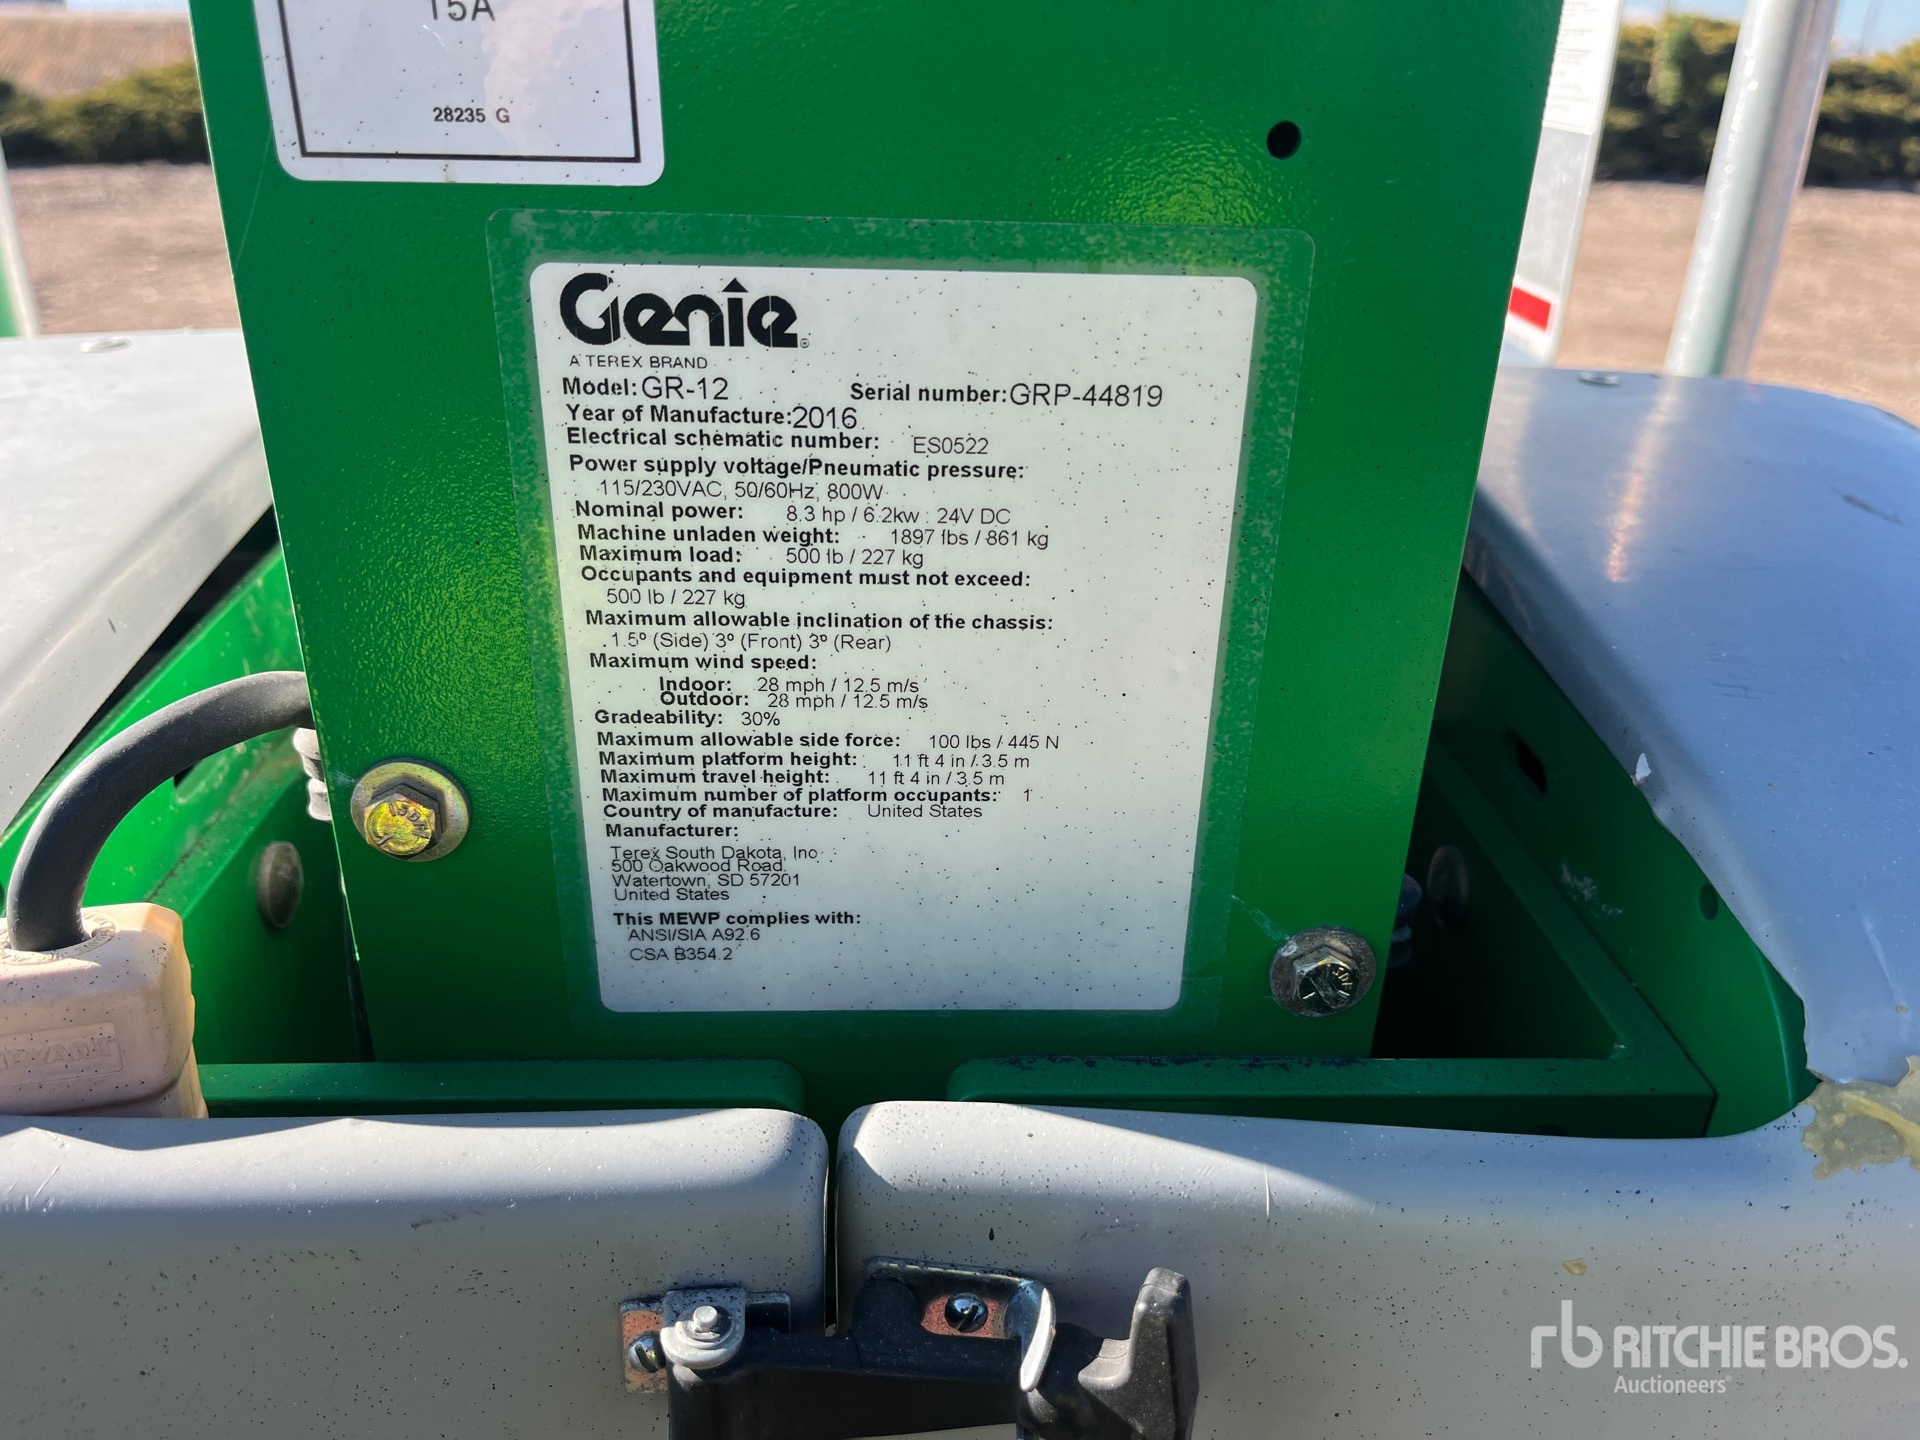 15A
28235 G
Genie
A TEREX BRAND
Model: GR-12 Serial number: GRP-44819
Year of Manufacture: 2016
Electrical schematic number: ES0522
Power supply voltage/Pneumatic pressure:
115/230VAC, 50/60Hz, 800W
Nominal power: 8.3 hp / 6.2kw : 24V DC
Machine unladen weight: 1897 lbs / 861 kg
Maximum load: 500 lb / 227 kg
Occupants and equipment must not exceed:
500 lb / 227 kg
Maximum allowable inclination of the chassis:
1.5º (Side) 3º (Front) 3º (Rear)
Maximum wind speed:
Indoor: 28 mph / 12.5 m/s
Outdoor: 28 mph / 12.5 m/s
Gradeability: 30%
Maximum allowable side force: 100 lbs / 445 N
Maximum platform height: 11 ft 4 in / 3.5 m
Maximum travel height: 11 ft 4 in / 3.5 m
Maximum number of platform occupants: 1
Country of manufacture: United States
Manufacturer:
Terex South Dakota, Inc
500 Oakwood Road
Watertown, SD 57201
United States
This MEWP complies with:
ANSI/SIA A92.6
CSA B354.2
rb RITCHIE BROS.
Auctioneers